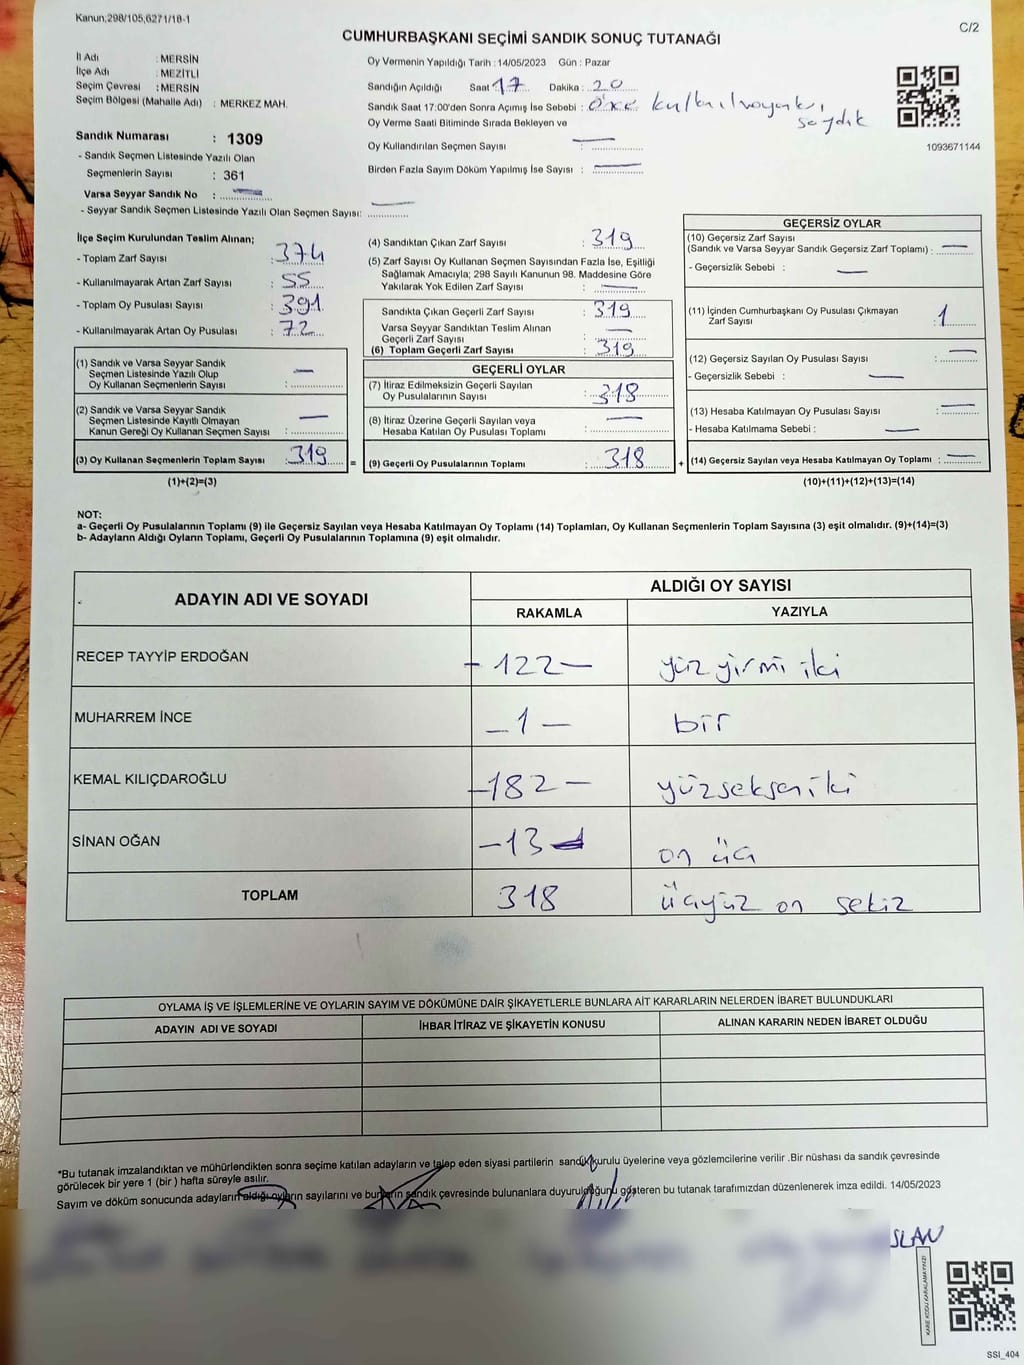 Kanun,298/105,6271/18-1
C/2
CUMHURBAŞKANI SEÇİMİ SANDIK SONUÇ TUTANAĞI
İl Adı : MERSİN
İlçe Adı : MEZİTLİ
Seçim Çevresi : MERSİN
Seçim Bölgesi (Mahalle Adı) : MERKEZ MAH.
Sandık Numarası : 1309
- Sandık Seçmen Listesinde Yazılı Olan
Seçmenlerin Sayısı : 361
Varsa Seyyar Sandık No : —
- Seyyar Sandık Seçmen Listesinde Yazılı Olan Seçmen Sayısı: —
Oy Vermenin Yapıldığı Tarih : 14/05/2023 Gün : Pazar
Sandığın Açıldığı Saat 17 Dakika : 20
Sandık Saat 17:00'den Sonra Açımış İse Sebebi : önce
saydık
Oy Verme Saati Bitiminde Sırada Bekleyen ve
Oy Kullandırılan Seçmen Sayısı : —
Birden Fazla Sayım Döküm Yapılmış İse Sayısı : —
1093671144
İlçe Seçim Kurulundan Teslim Alınan;
- Toplam Zarf Sayısı : 374
- Kullanılmayarak Artan Zarf Sayısı : 55
- Toplam Oy Pusulası Sayısı : 391
- Kullanılmayarak Artan Oy Pusulası : 72
(1) Sandık ve Varsa Seyyar Sandık
Seçmen Listesinde Yazılı Olup
Oy Kullanan Seçmenlerin Sayısı : —
(2) Sandık ve Varsa Seyyar Sandık
Seçmen Listesinde Kayıtlı Olmayan
Kanun Gereği Oy Kullanan Seçmen Sayısı : —
(3) Oy Kullanan Seçmenlerin Toplam Sayısı : 319 =
(1)+(2)=(3)
(4) Sandıktan Çıkan Zarf Sayısı : 319
(5) Zarf Sayısı Oy Kullanan Seçmen Sayısından Fazla İse, Eşitliği
Sağlamak Amacıyla; 298 Sayılı Kanunun 98. Maddesine Göre
Yakılarak Yok Edilen Zarf Sayısı : —
Sandıkta Çıkan Geçerli Zarf Sayısı : 319
Varsa Seyyar Sandıktan Teslim Alınan
Geçerli Zarf Sayısı : —
(6) Toplam Geçerli Zarf Sayısı : 319
GEÇERLİ OYLAR
(7) İtiraz Edilmeksizin Geçerli Sayılan
Oy Pusulalarının Sayısı : 318
(8) İtiraz Üzerine Geçerli Sayılan veya
Hesaba Katılan Oy Pusulası Toplamı : —
(9) Geçerli Oy Pusulalarının Toplamı : 318 +
GEÇERSİZ OYLAR
(10) Geçersiz Zarf Sayısı
(Sandık ve Varsa Seyyar Sandık Geçersiz Zarf Toplamı) : —
- Geçersizlik Sebebi : —
(11) İçinden Cumhurbaşkanı Oy Pusulası Çıkmayan
Zarf Sayısı : 1
(12) Geçersiz Sayılan Oy Pusulası Sayısı : —
- Geçersizlik Sebebi : —
(13) Hesaba Katılmayan Oy Pusulası Sayısı : —
- Hesaba Katılmama Sebebi : —
(14) Geçersiz Sayılan veya Hesaba Katılmayan Oy Toplamı : —
(10)+(11)+(12)+(13)=(14)
NOT:
a- Geçerli Oy Pusulalarının Toplamı (9) ile Geçersiz Sayılan veya Hesaba Katılmayan Oy Toplamı (14) Toplamları, Oy Kullanan Seçmenlerin Toplam Sayısına (3) eşit olmalıdır. (9)+(14)=(3)
b- Adayların Aldığı Oyların Toplamı, Geçerli Oy Pusulalarının Toplamına (9) eşit olmalıdır.
ADAYIN ADI VE SOYADI
ALDIĞI OY SAYISI
RAKAMLA YAZIYLA
RECEP TAYYİP ERDOĞAN - 122 — yüz yirmi iki
MUHARREM İNCE - 1 — bir
KEMAL KILIÇDAROĞLU - 182 — yüzseksen iki
SİNAN OĞAN - 13 - on üç
TOPLAM 318 üçyüz on sekiz
OYLAMA İŞ VE İŞLEMLERİNE VE OYLARIN SAYIM VE DÖKÜMÜNE DAİR ŞİKAYETLERLE BUNLARA AİT KARARLARIN NELERDEN İBARET BULUNDUKLARI
ADAYIN ADI VE SOYADI İHBAR İTİRAZ VE ŞİKAYETİN KONUSU ALINAN KARARIN NEDEN İBARET OLDUĞU
*Bu tutanak imzalandıktan ve mühürlendikten sonra seçime katılan adayların ve talep eden siyasi partilerin sandık kurulu üyelerine veya gözlemcilerine verilir .Bir nüshası da sandık çevresinde
görülecek bir yere 1 (bir ) hafta süreyle asılır.
Sayım ve döküm sonucunda adayların aldığı oyların sayılarını ve bunların sandık çevresinde bulunanlara duyurulduğunu gösteren bu tutanak tarafımızdan düzenlenerek imza edildi. 14/05/2023
SLAN
SSI_404